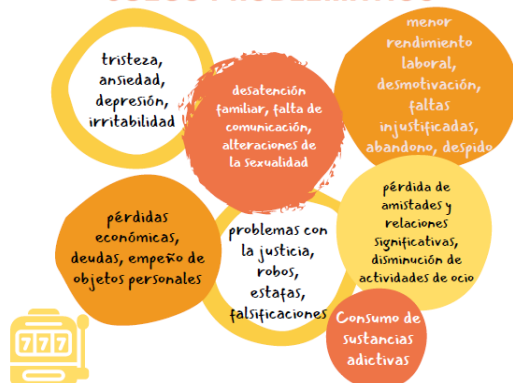 tristeza,
ansiedad,
depresión,
irritabilidad
desatención
familiar, falta de
comunicación,
alteraciones de
la sexualidad
menor
rendimiento
laboral,
desmotivación,
faltas
injustificadas,
abandono, despido
pérdidas
económicas,
deudas, empeño de
objetos personales
problemas con
la justicia,
robos,
estafas,
falsificaciones
pérdida de
amistades y
relaciones
significativas,
disminución de
actividades de ocio
Consumo de
sustancias
adictivas
777